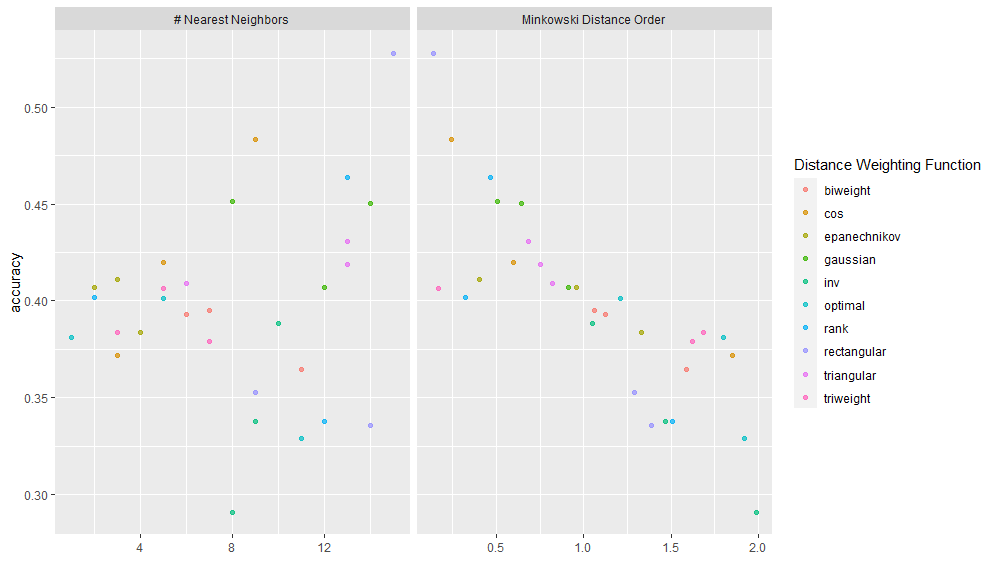 # Nearest Neighbors
Minkowski Distance Order
accuracy
0.50
0.45
0.40
0.35
0.30
4 8 12
0.5 1.0 1.5 2.0
Distance Weighting Function
biweight
cos
epanechnikov
gaussian
inv
optimal
rank
rectangular
triangular
triweight